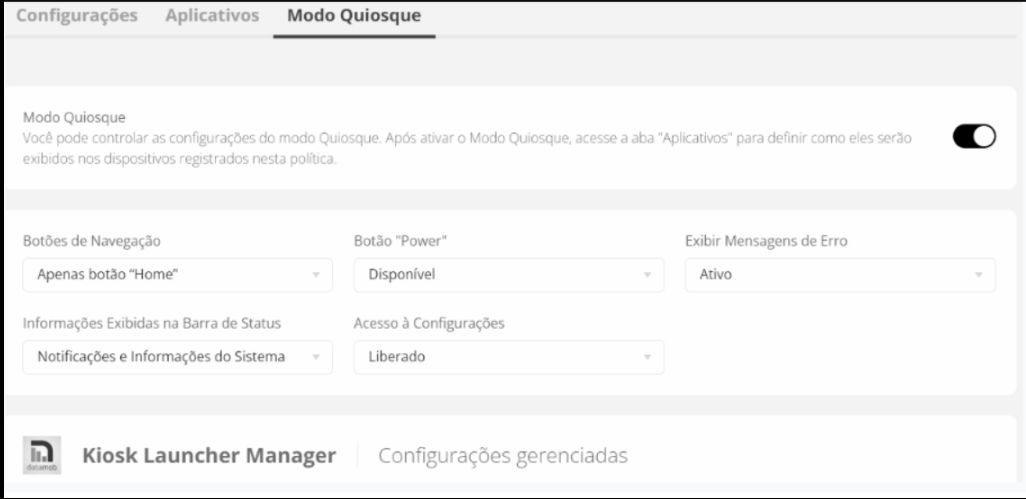 Configurações Aplicativos Modo Quiosque
Modo Quiosque
Você pode controlar as configurações do modo Quiosque. Após ativar o Modo Quiosque, acesse a aba "Aplicativos" para definir como eles serão
exibidos nos dispositivos registrados nesta política.
Botões de Navegação Botão "Power" Exibir Mensagens de Erro
Apenas botão “Home” Disponível Ativo
Informações Exibidas na Barra de Status Acesso à Configurações
Notificações e Informações do Sistema Liberado
datamob
Kiosk Launcher Manager Configurações gerenciadas